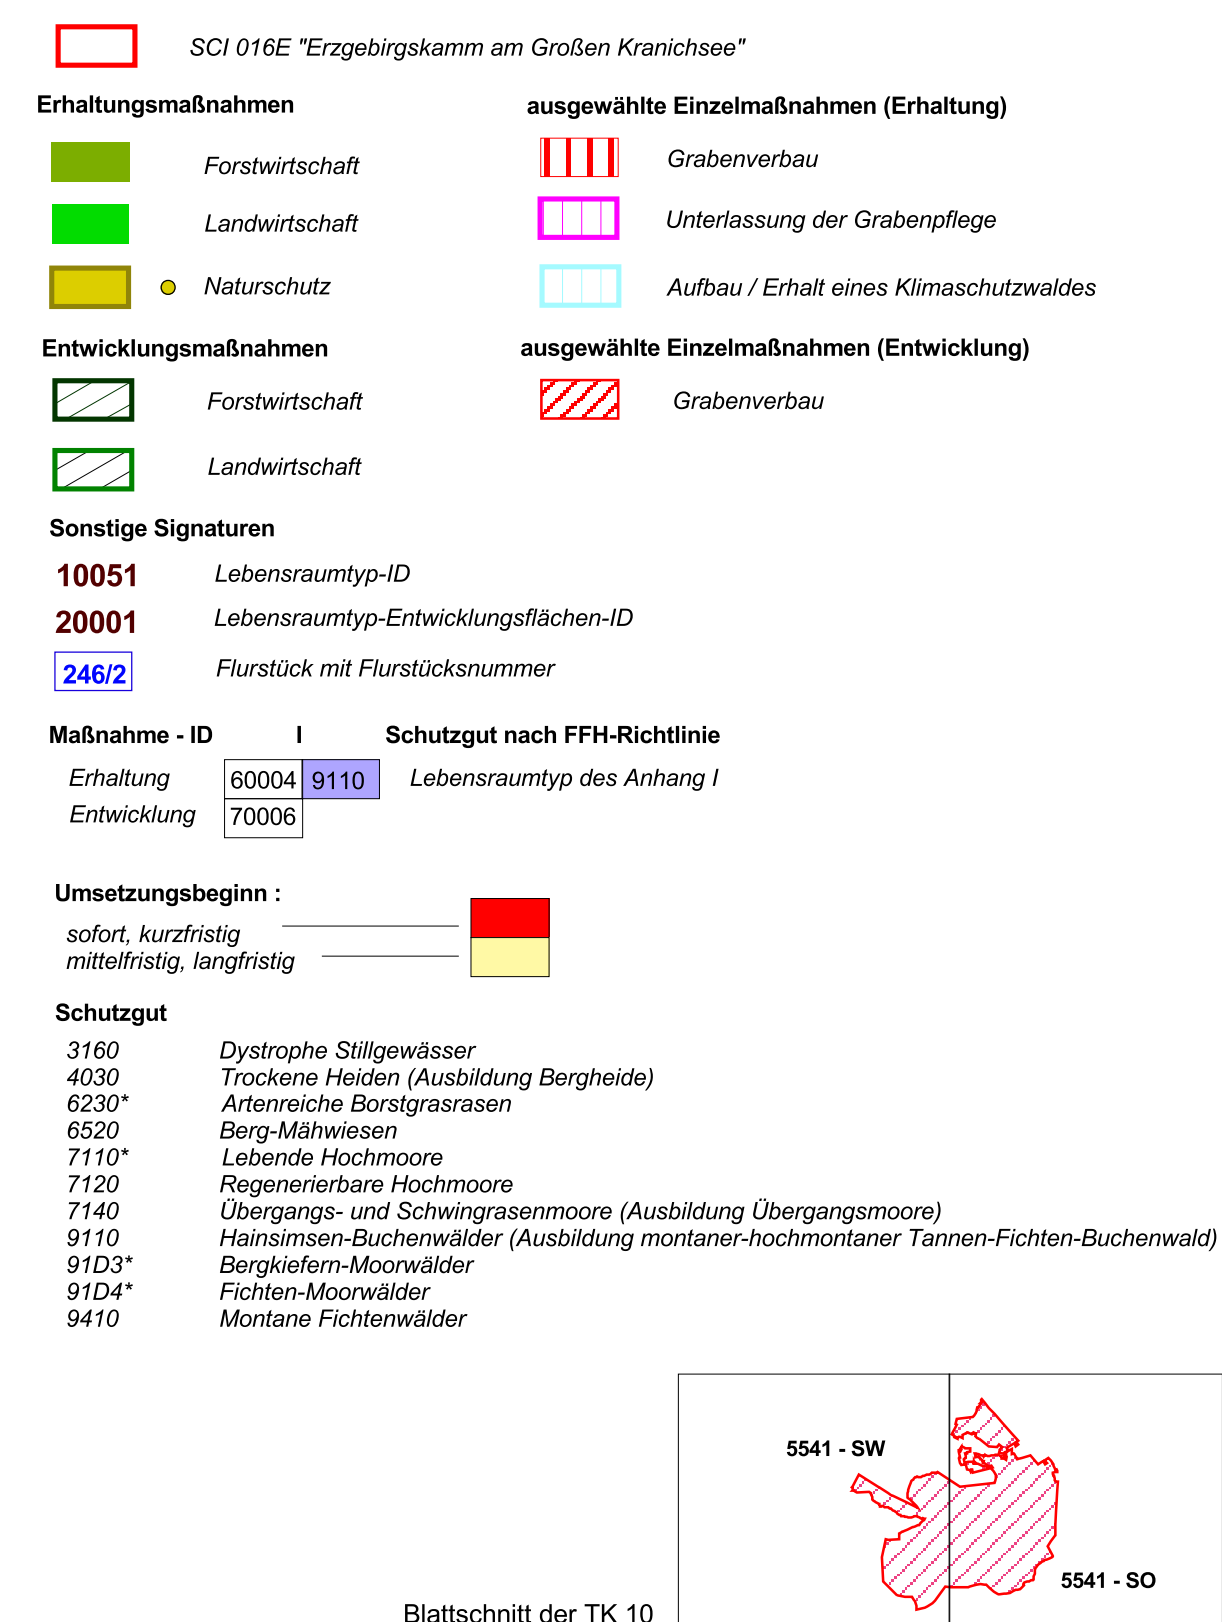 SCI 016E "Erzgebirgskamm am Großen Kranichsee"
Erhaltungsmaßnahmen
Forstwirtschaft
Landwirtschaft
Naturschutz
ausgewählte Einzelmaßnahmen (Erhaltung)
Grabenverbau
Unterlassung der Grabenpflege
Aufbau / Erhalt eines Klimaschutzwaldes
Entwicklungsmaßnahmen
Forstwirtschaft
Landwirtschaft
ausgewählte Einzelmaßnahmen (Entwicklung)
Grabenverbau
Sonstige Signaturen
10051 Lebensraumtyp-ID
20001 Lebensraumtyp-Entwicklungsflächen-ID
246/2 Flurstück mit Flurstücksnummer
Maßnahme - ID I Schutzgut nach FFH-Richtlinie
Erhaltung 60004 9110 Lebensraumtyp des Anhang I
Entwicklung 70006
Umsetzungsbeginn :
sofort, kurzfristig
mittelfristig, langfristig
Schutzgut
3160 Dystrophe Stillgewässer
4030 Trockene Heiden (Ausbildung Bergheide)
6230* Artenreiche Borstgrasrasen
6520 Berg-Mähwiesen
7110* Lebende Hochmoore
7120 Regenerierbare Hochmoore
7140 Übergangs- und Schwingrasenmoore (Ausbildung Übergangsmoore)
9110 Hainsimsen-Buchenwälder (Ausbildung montaner-hochmontaner Tannen-Fichten-Buchenwald)
91D3* Bergkiefern-Moorwälder
91D4* Fichten-Moorwälder
9410 Montane Fichtenwälder
5541 - SW
5541 - SO
Blattschnitt der TK 10